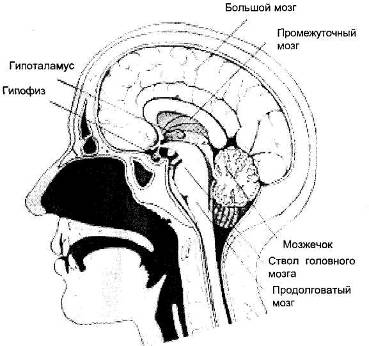 Большой мозг
Промежуточный
мозг
Гипоталамус
Гипофиз
Мозжечок
Ствол головного
мозга
Продолговатый
мозг